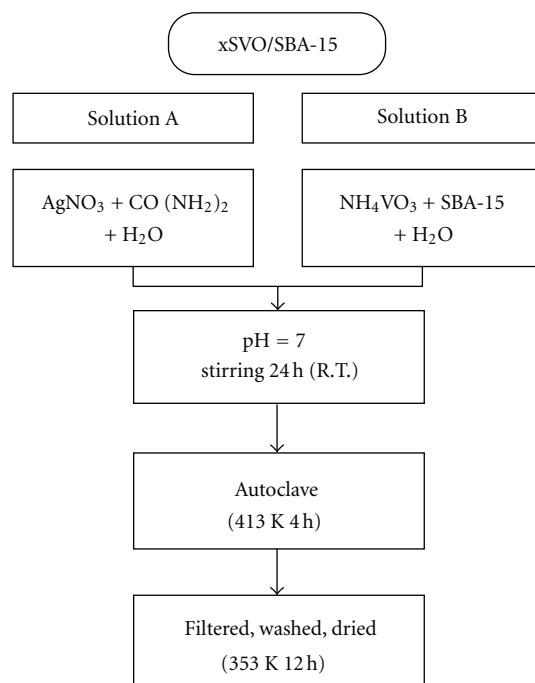 xSVO/SBA-15
Solution A
Solution B
AgNO₃ + CO (NH₂)₂
+ H₂O
NH₄VO₃ + SBA-15
+ H₂O
pH = 7
stirring 24 h (R.T.)
Autoclave
(413 K 4 h)
Filtered, washed, dried
(353 K 12 h)